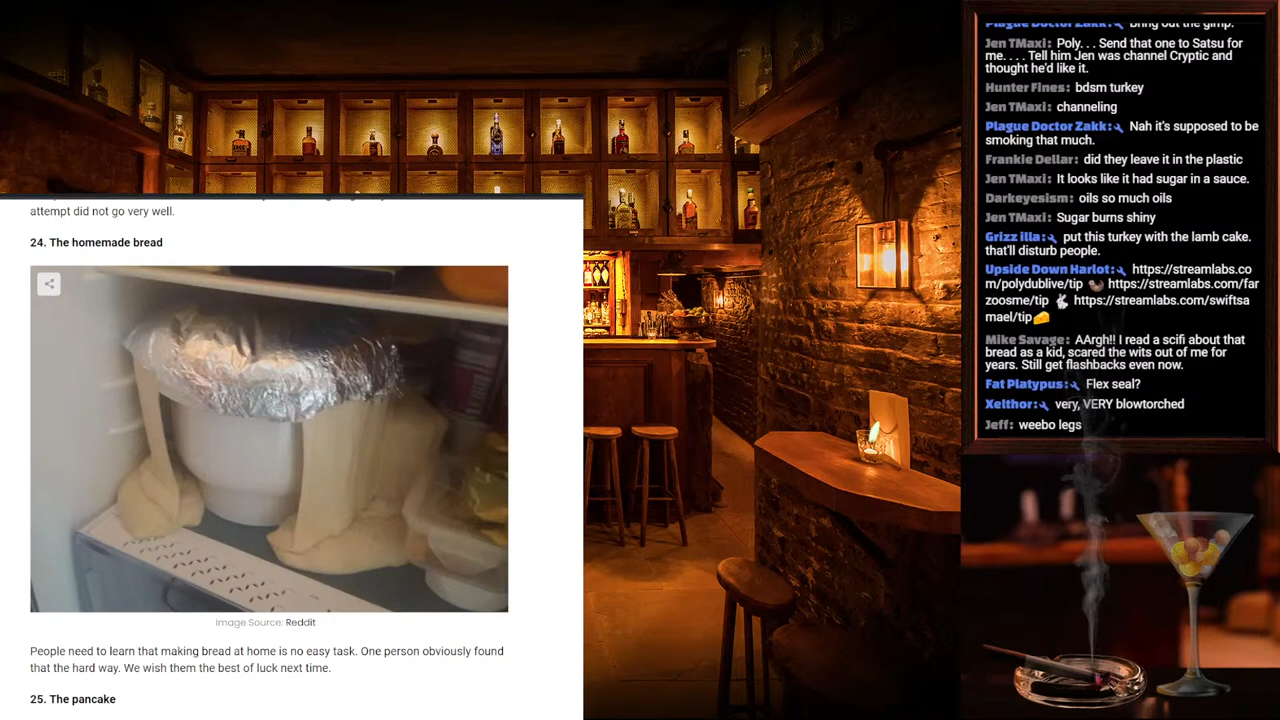 attempt did not go very well.
24. The homemade bread
Image Source: Reddit
People need to learn that making bread at home is no easy task. One person obviously found
that the hard way. We wish them the best of luck next time.
25. The pancake
Plague Doctor Zakk: Bring out the gimp.
Jen TMaxi: Poly. . . Send that one to Satsu for
me. . . . Tell him Jen was channel Cryptic and
thought he'd like it.
Hunter Fines: bdsm turkey
Jen TMaxi: channeling
Plague Doctor Zakk: Nah it's supposed to be
smoking that much.
Frankie Dellar: did they leave it in the plastic
Jen TMaxi: It looks like it had sugar in a sauce.
Darkeyesism: oils so much oils
Jen TMaxi: Sugar burns shiny
Grizz illa: put this turkey with the lamb cake.
that'll disturb people.
Upside Down Harlot: https://streamlabs.co
m/polydublive/tip 🦦 https://streamlabs.com/far
zoosme/tip 🐇 https://streamlabs.com/swiftsa
mael/tip🧀
Mike Savage: AArgh!! I read a scifi about that
bread as a kid, scared the wits out of me for
years. Still get flashbacks even now.
Fat Platypus: Flex seal?
Xelthor: very, VERY blowtorched
Jeff: weebo legs